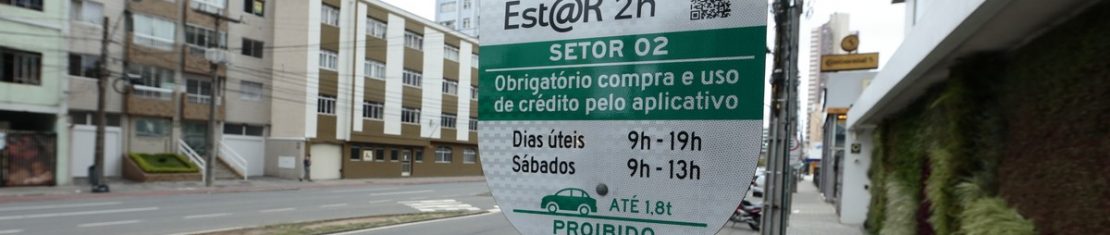 Est@R 2h
SETOR 02
Obrigatório compra e uso
de crédito pelo aplicativo
Dias úteis 9h - 19h
Sábados 9h - 13h
ATÉ 1,8t
PROIBIDO
Continental